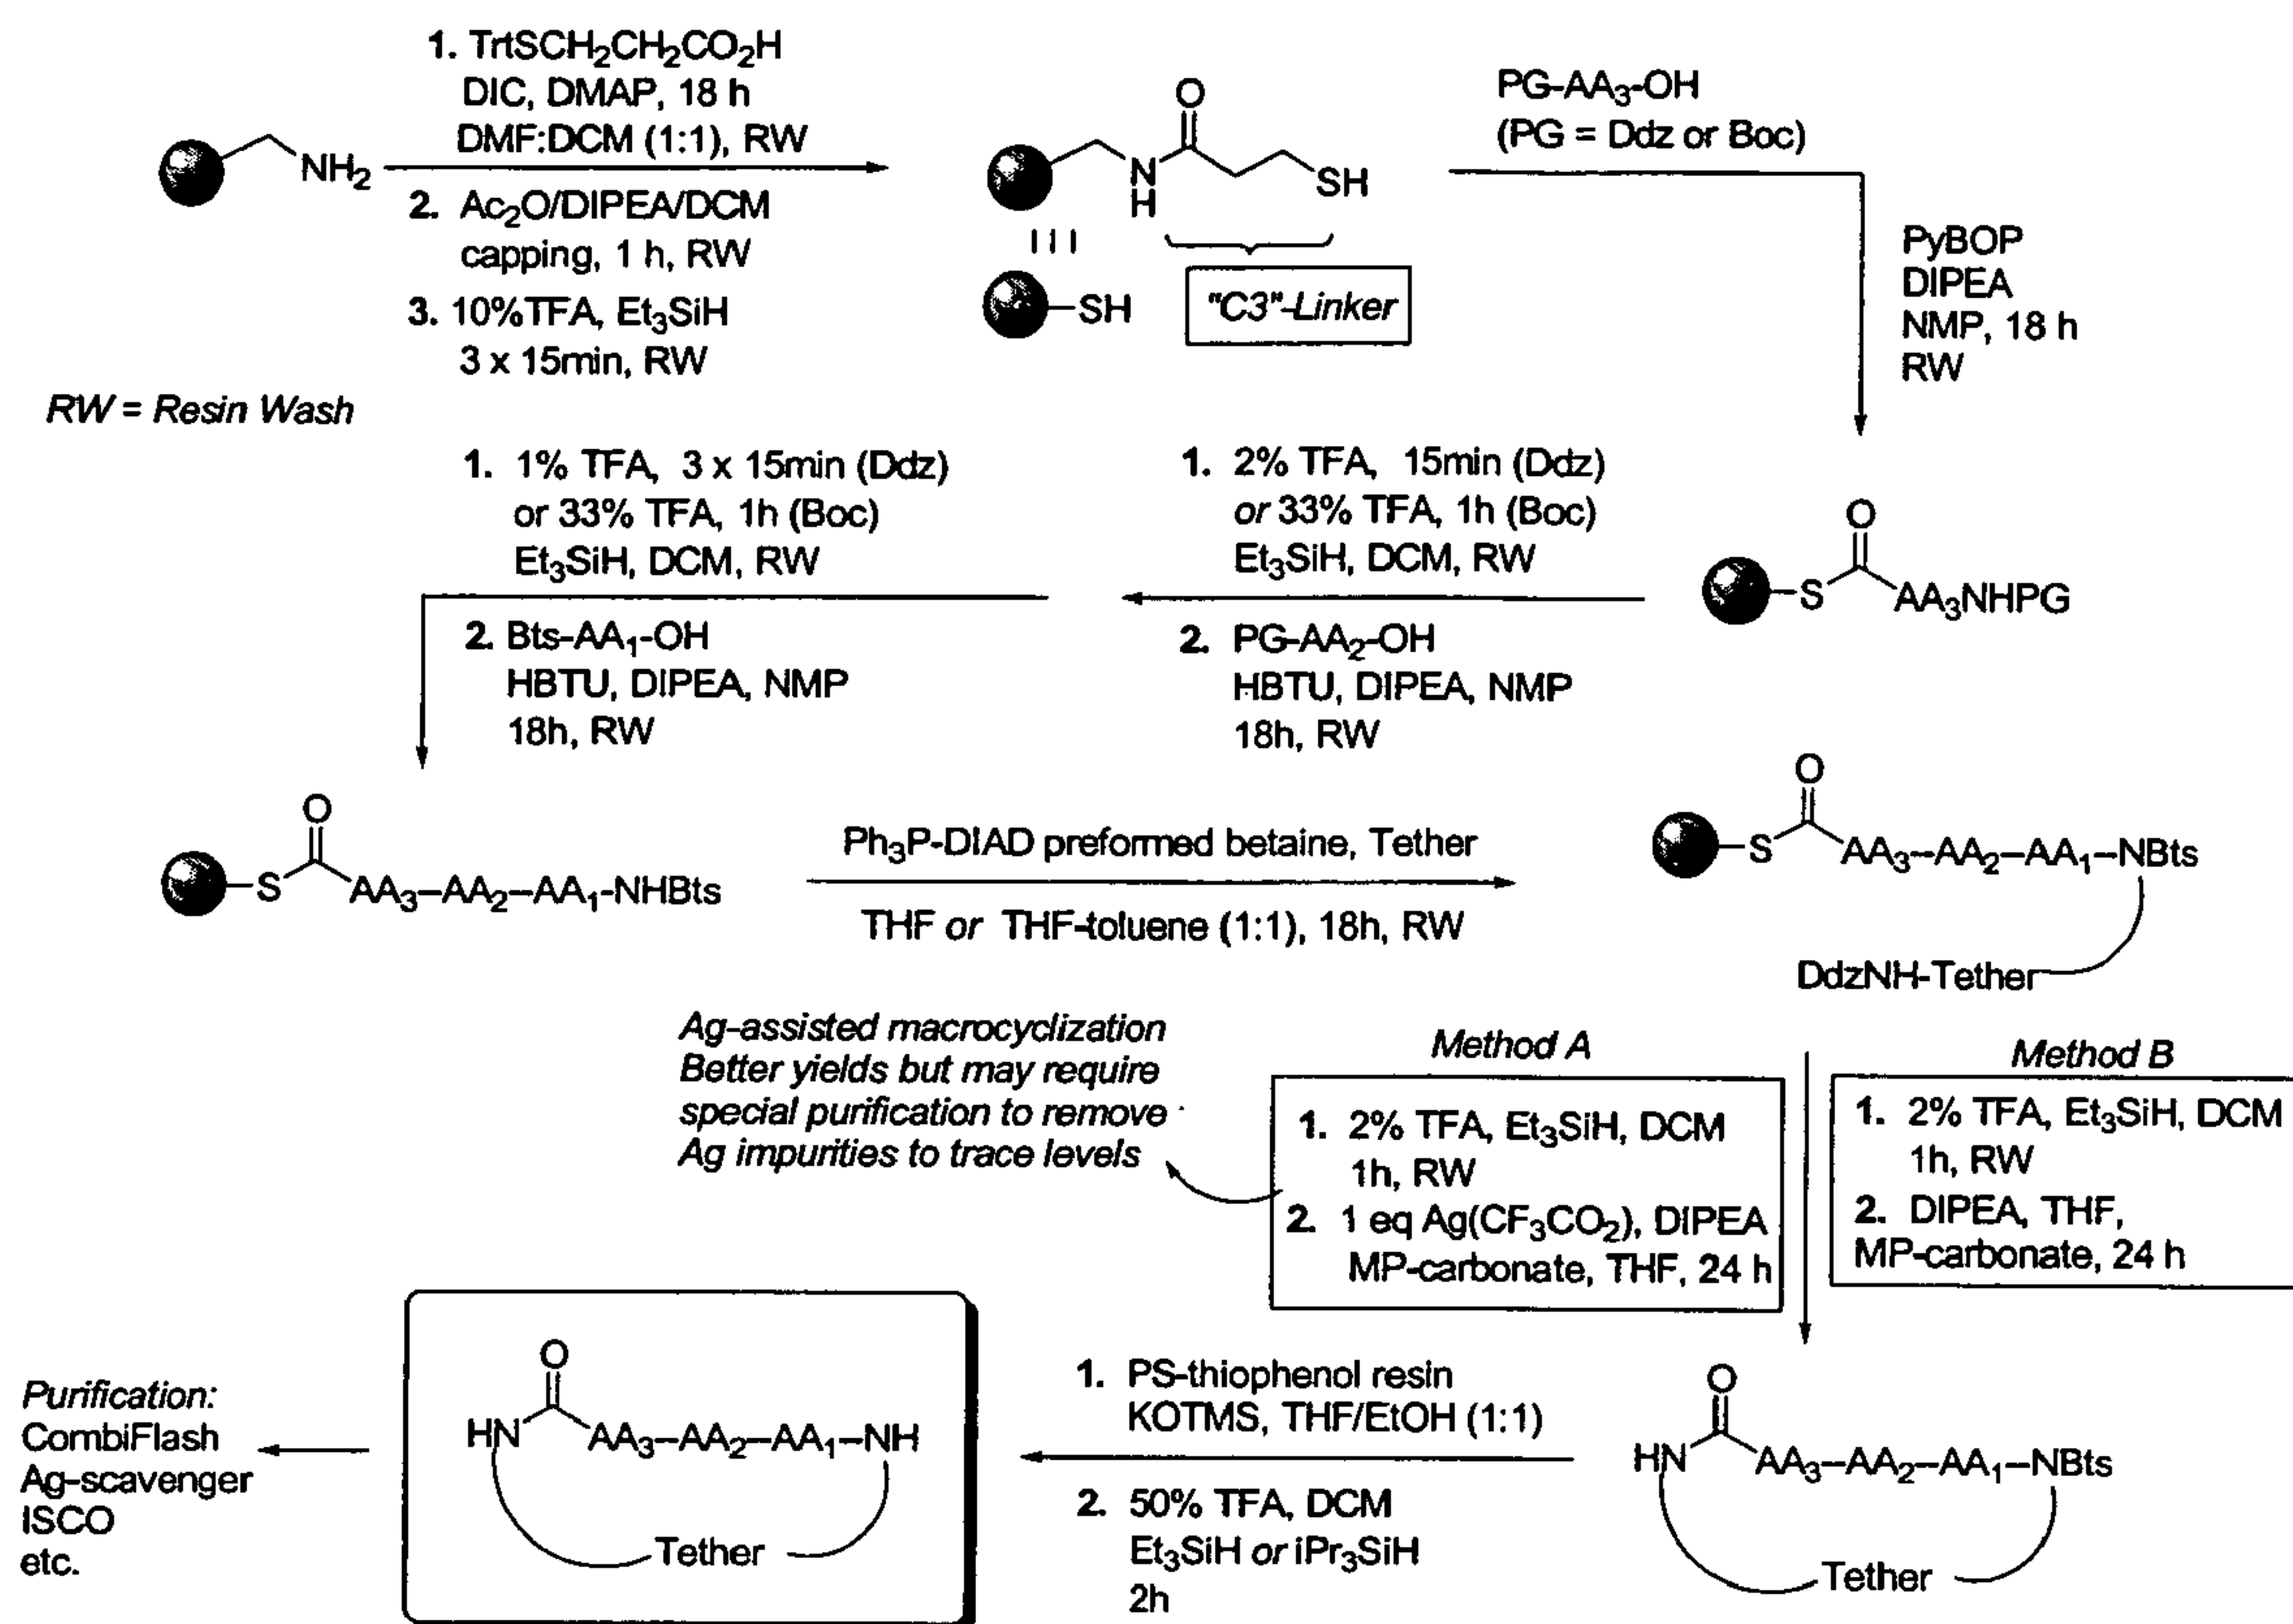 1. TrtSCH2CH2CO2H
DIC, DMAP, 18 h
DMF:DCM (1:1), RW
NH2
2. Ac2O/DIPEA/DCM
capping, 1 h, RW
3. 10%TFA, Et3SiH
3 x 15min, RW
RW = Resin Wash
O
N
H
SH
SH
"C3"-Linker
PG-AA3-OH
(PG = Ddz or Boc)
PyBOP
DIPEA
NMP, 18 h
RW
O
S
AA3NHPG
1. 2% TFA, 15min (Ddz)
or 33% TFA, 1h (Boc)
Et3SiH, DCM, RW
2. PG-AA2-OH
HBTU, DIPEA, NMP
18h, RW
1. 1% TFA, 3 x 15min (Ddz)
or 33% TFA, 1h (Boc)
Et3SiH, DCM, RW
2. Bts-AA1-OH
HBTU, DIPEA, NMP
18h, RW
O
S
AA3-AA2-AA1-NHBts
Ph3P-DIAD preformed betaine, Tether
THF or THF-toluene (1:1), 18h, RW
O
S
AA3-AA2-AA1-NBts
DdzNH-Tether
Ag-assisted macrocyclization
Better yields but may require
special purification to remove
Ag impurities to trace levels
Method A
1. 2% TFA, Et3SiH, DCM
1h, RW
2. 1 eq Ag(CF3CO2), DIPEA
MP-carbonate, THF, 24 h
Method B
1. 2% TFA, Et3SiH, DCM
1h, RW
2. DIPEA, THF,
MP-carbonate, 24 h
O
HN
AA3-AA2-AA1-NBts
Tether
1. PS-thiophenol resin
KOTMS, THF/EtOH (1:1)
2. 50% TFA, DCM
Et3SiH or iPr3SiH
2h
O
HN
AA3-AA2-AA1-NH
Tether
Purification:
CombiFlash
Ag-scavenger
ISCO
etc.